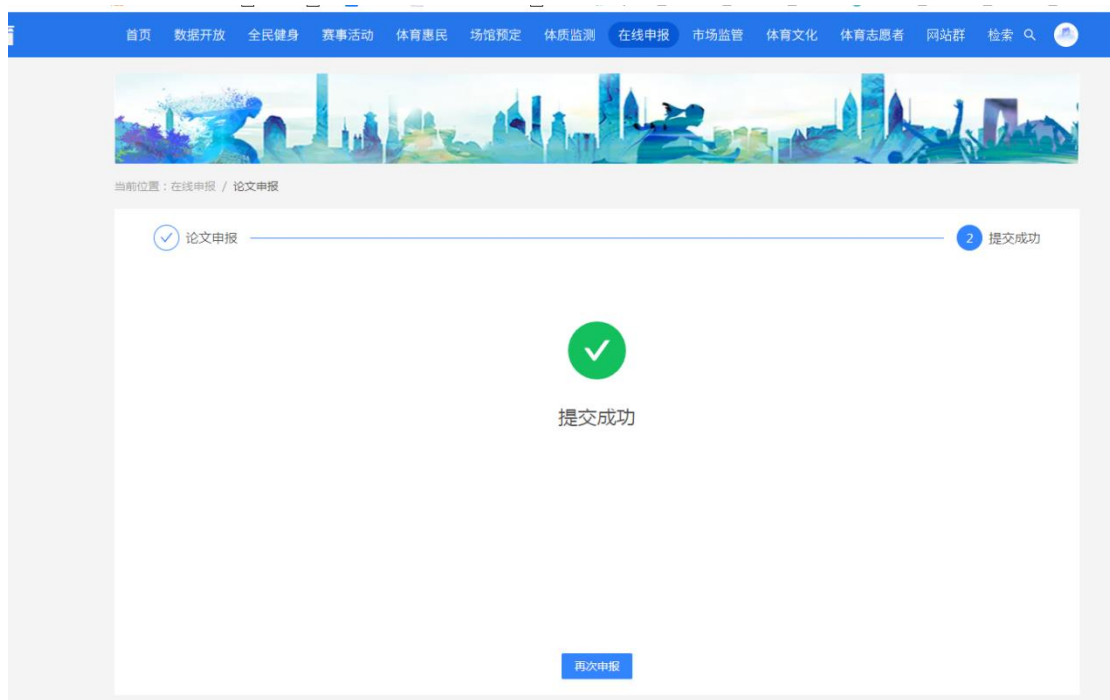 首页 数据开放 全民健身 赛事活动 体育惠民 场馆预定 体质监测 在线申报 市场监管 体育文化 体育志愿者 网站群 检索
当前位置：在线申报 / 论文申报
论文申报 2 提交成功
提交成功
再次申报